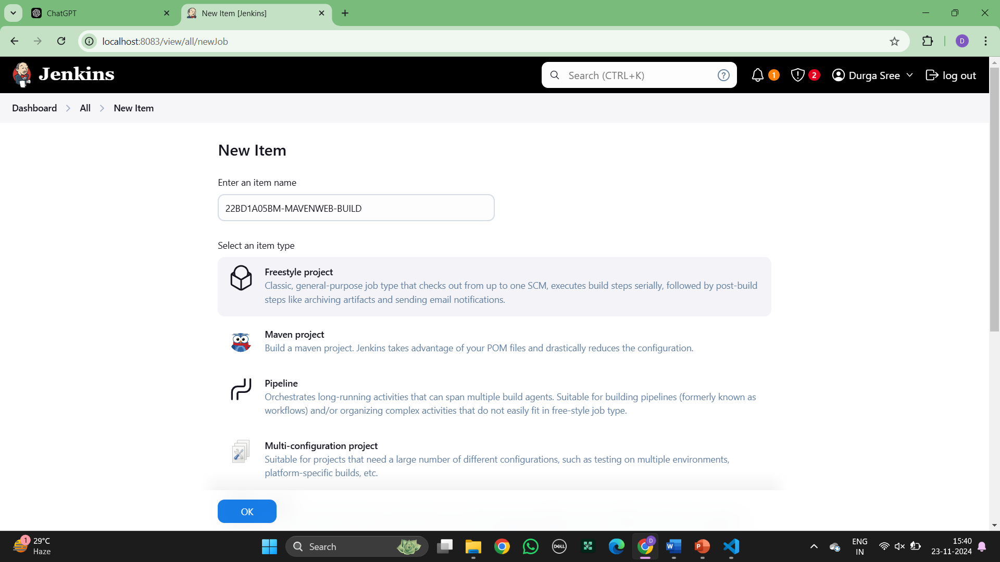 ChatGPT
New Item [Jenkins]
localhost:8083/view/all/newJob
D
Jenkins
Search (CTRL+K)
?
1
2
Durga Sree
log out
Dashboard
All
New Item
New Item
Enter an item name
22BD1A05BM-MAVENWEB-BUILD
Select an item type
Freestyle project
Classic, general-purpose job type that checks out from up to one SCM, executes build steps serially, followed by post-build
steps like archiving artifacts and sending email notifications.
Maven project
Build a maven project. Jenkins takes advantage of your POM files and drastically reduces the configuration.
Pipeline
Orchestrates long-running activities that can span multiple build agents. Suitable for building pipelines (formerly known as
workflows) and/or organizing complex activities that do not easily fit in free-style job type.
Multi-configuration project
Suitable for projects that need a large number of different configurations, such as testing on multiple environments,
platform-specific builds, etc.
OK
1
29°C
Haze
Search
DELL
D
W
P
ENG
IN
15:40
23-11-2024